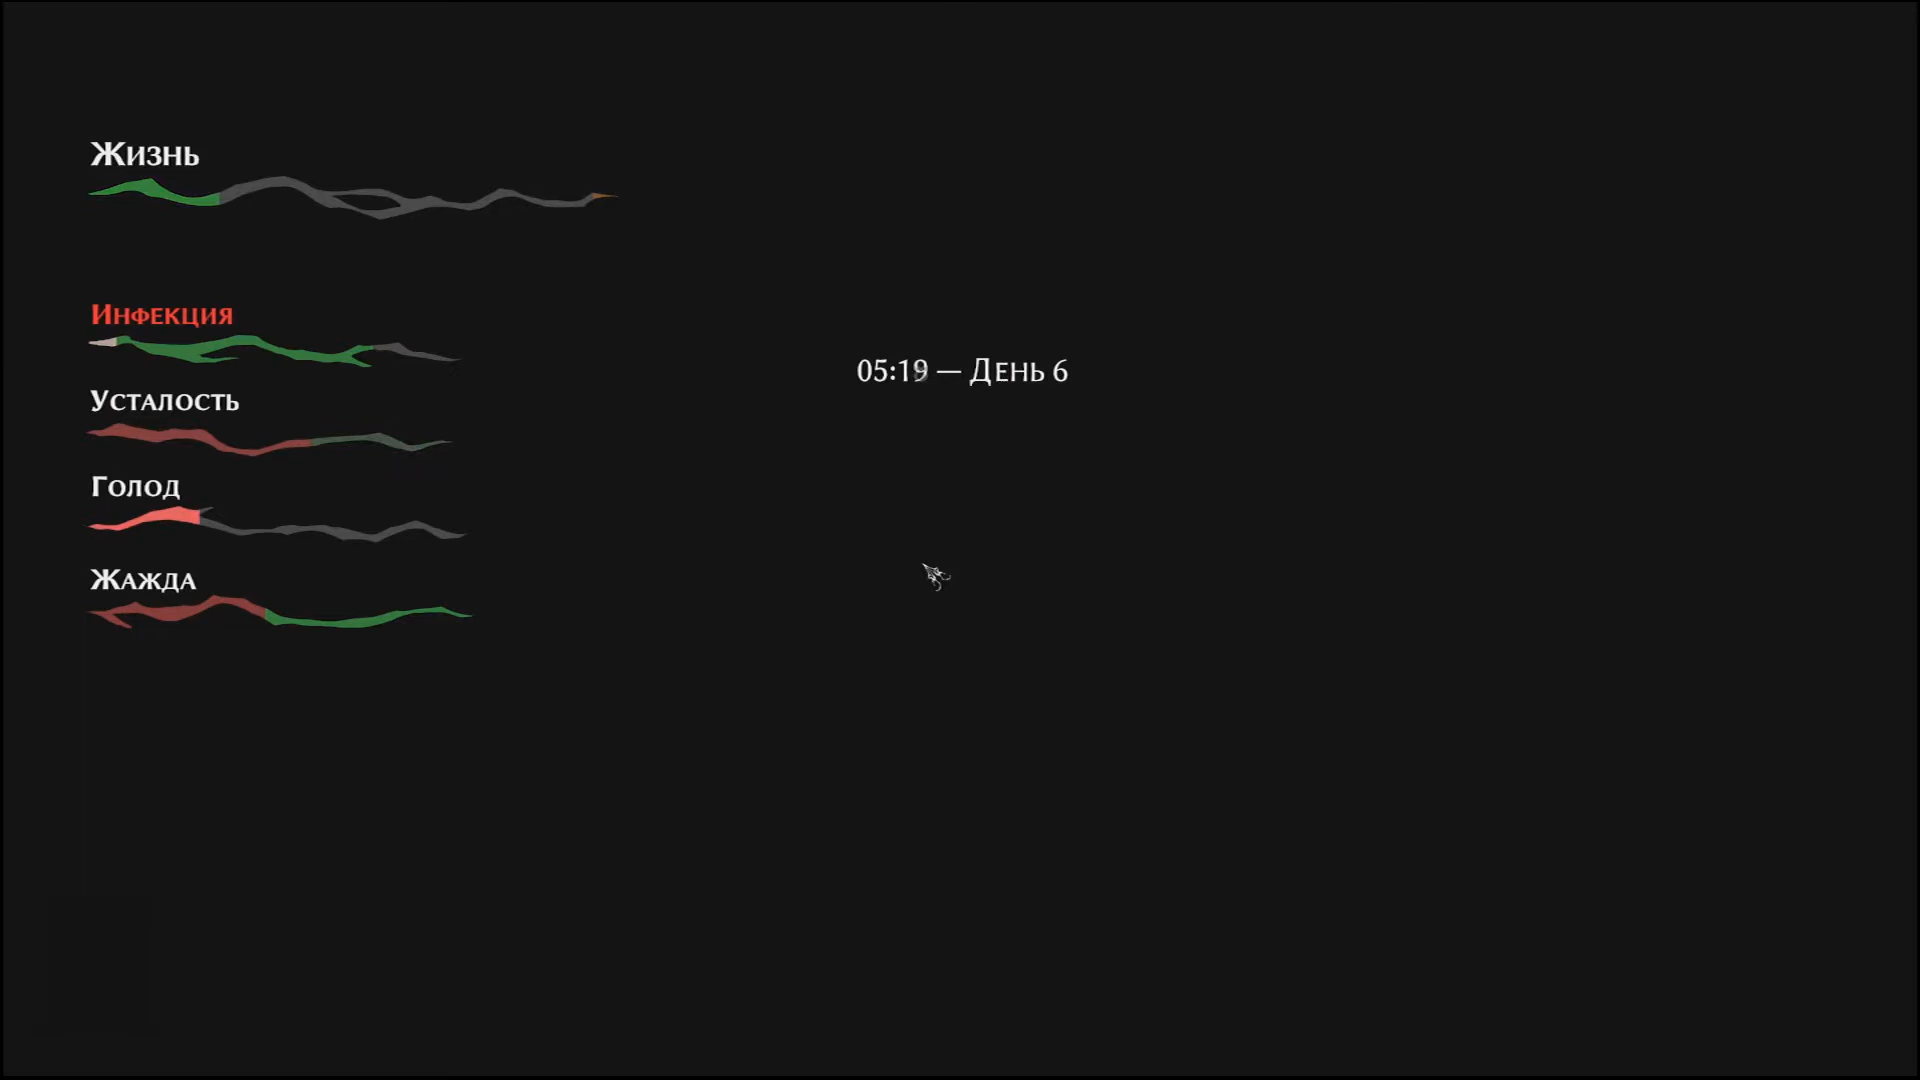 Жизнь
Инфекция
Усталость
Голод
Жажда
05:19 — День 6